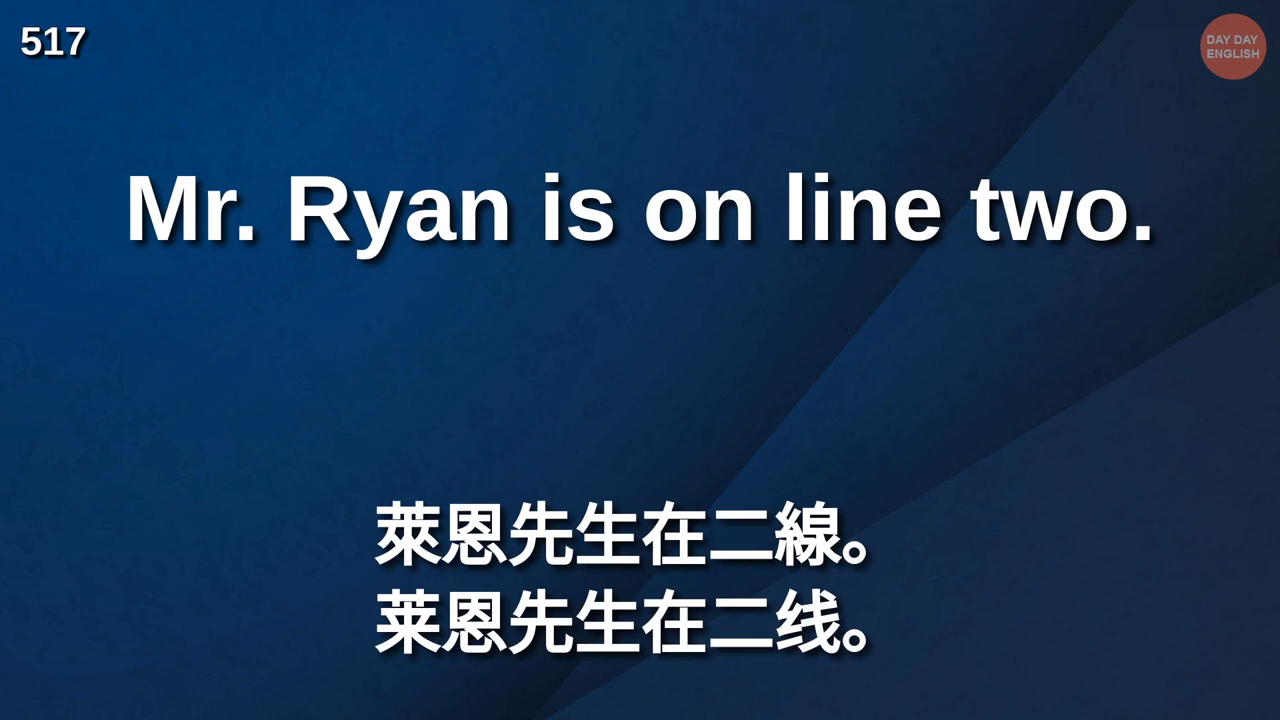 517
DAY DAY
ENGLISH
Mr. Ryan is on line two.
萊恩先生在二線。
莱恩先生在二线。